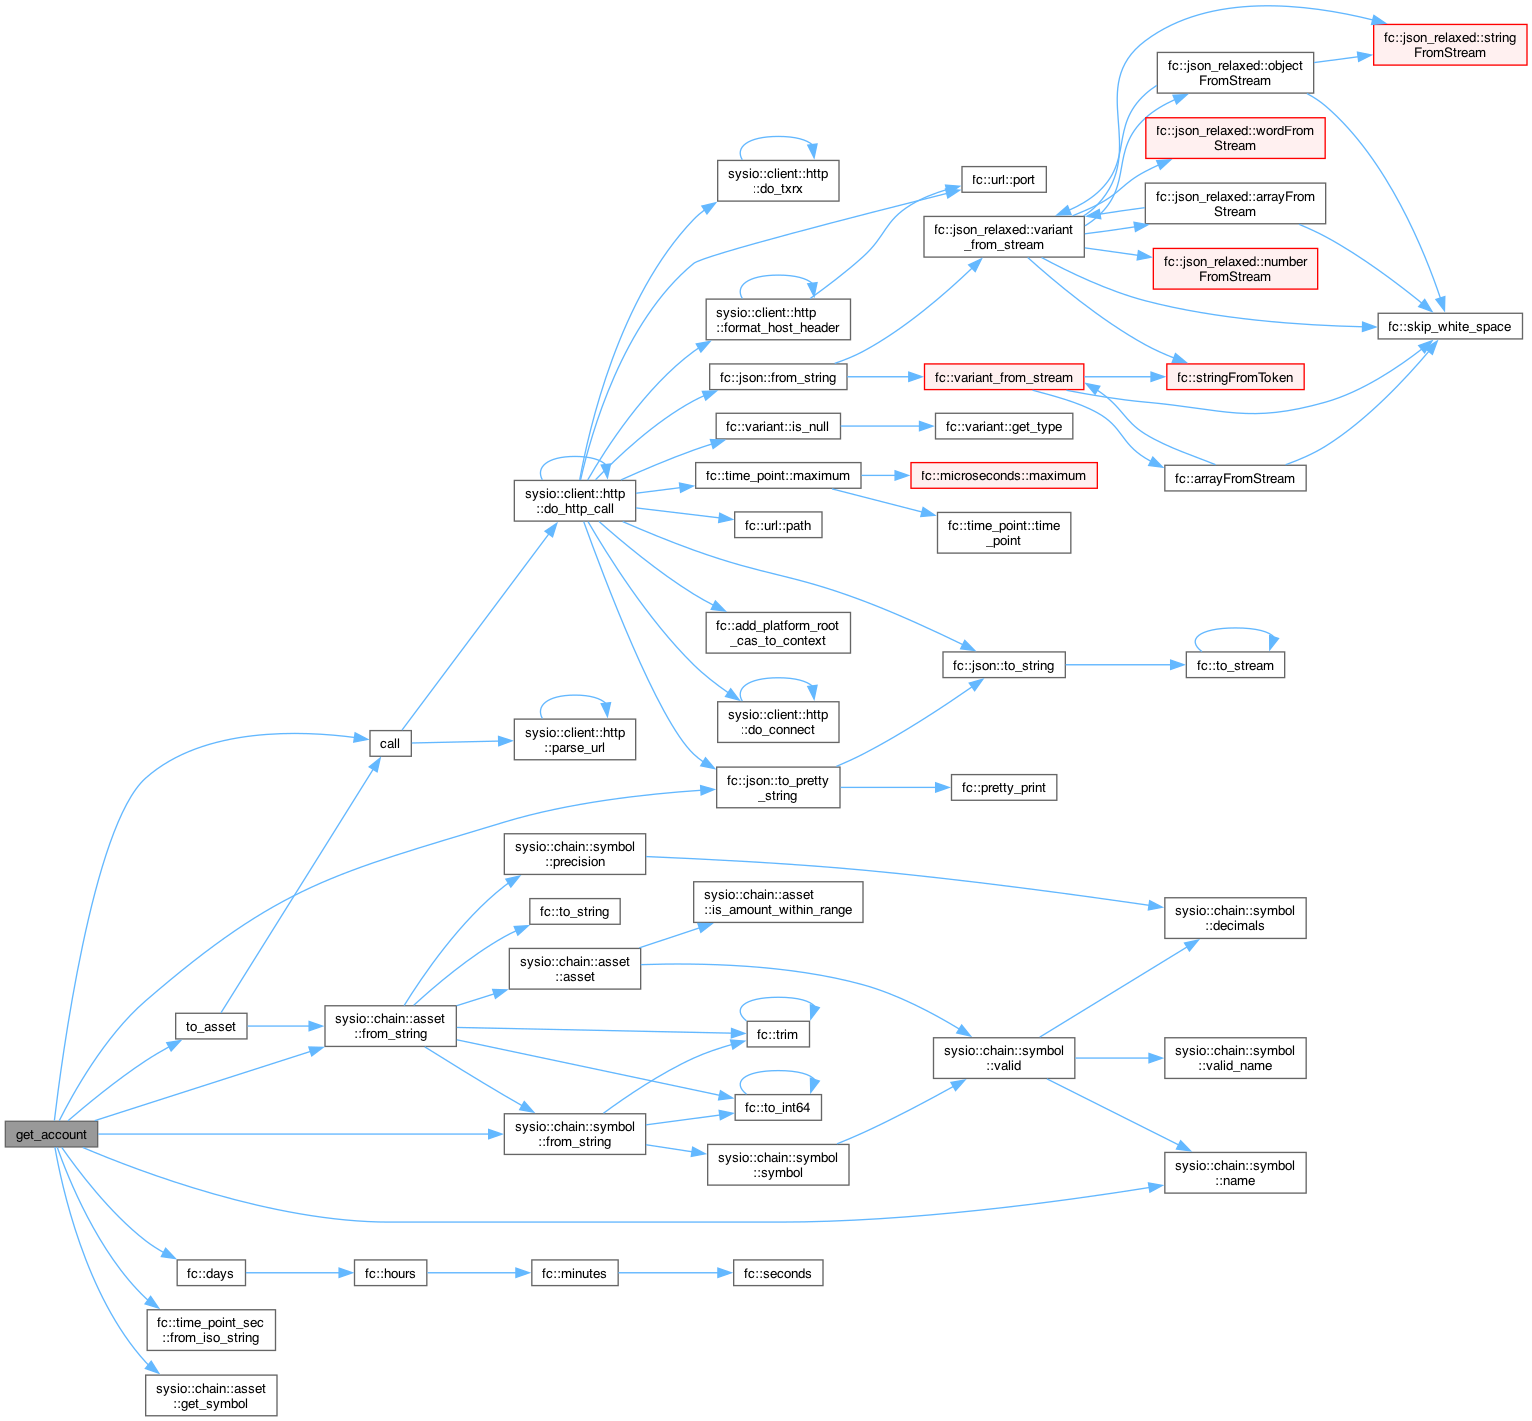 fc::json_relaxed::string
FromStream
fc::json_relaxed::object
FromStream
fc::json_relaxed::wordFrom
Stream
sysio::client::http
::do_txrx
fc::url::port
fc::json_relaxed::arrayFrom
Stream
fc::json_relaxed::variant
_from_stream
fc::json_relaxed::number
FromStream
sysio::client::http
::format_host_header
fc::skip_white_space
fc::json::from_string
fc::variant_from_stream
fc::stringFromToken
fc::variant::is_null
fc::variant::get_type
fc::time_point::maximum
fc::microseconds::maximum
fc::arrayFromStream
sysio::client::http
::do_http_call
fc::url::path
fc::time_point::time
_point
fc::add_platform_root
_cas_to_context
fc::json::to_string
fc::to_stream
sysio::client::http
::do_connect
call
sysio::client::http
::parse_url
fc::json::to_pretty
_string
fc::pretty_print
sysio::chain::symbol
::precision
sysio::chain::asset
::is_amount_within_range
fc::to_string
sysio::chain::symbol
::decimals
sysio::chain::asset
::asset
to_asset
sysio::chain::asset
::from_string
fc::trim
sysio::chain::symbol
::valid
sysio::chain::symbol
::valid_name
fc::to_int64
get_account
sysio::chain::symbol
::from_string
sysio::chain::symbol
::symbol
sysio::chain::symbol
::name
fc::days
fc::hours
fc::minutes
fc::seconds
fc::time_point_sec
::from_iso_string
sysio::chain::asset
::get_symbol